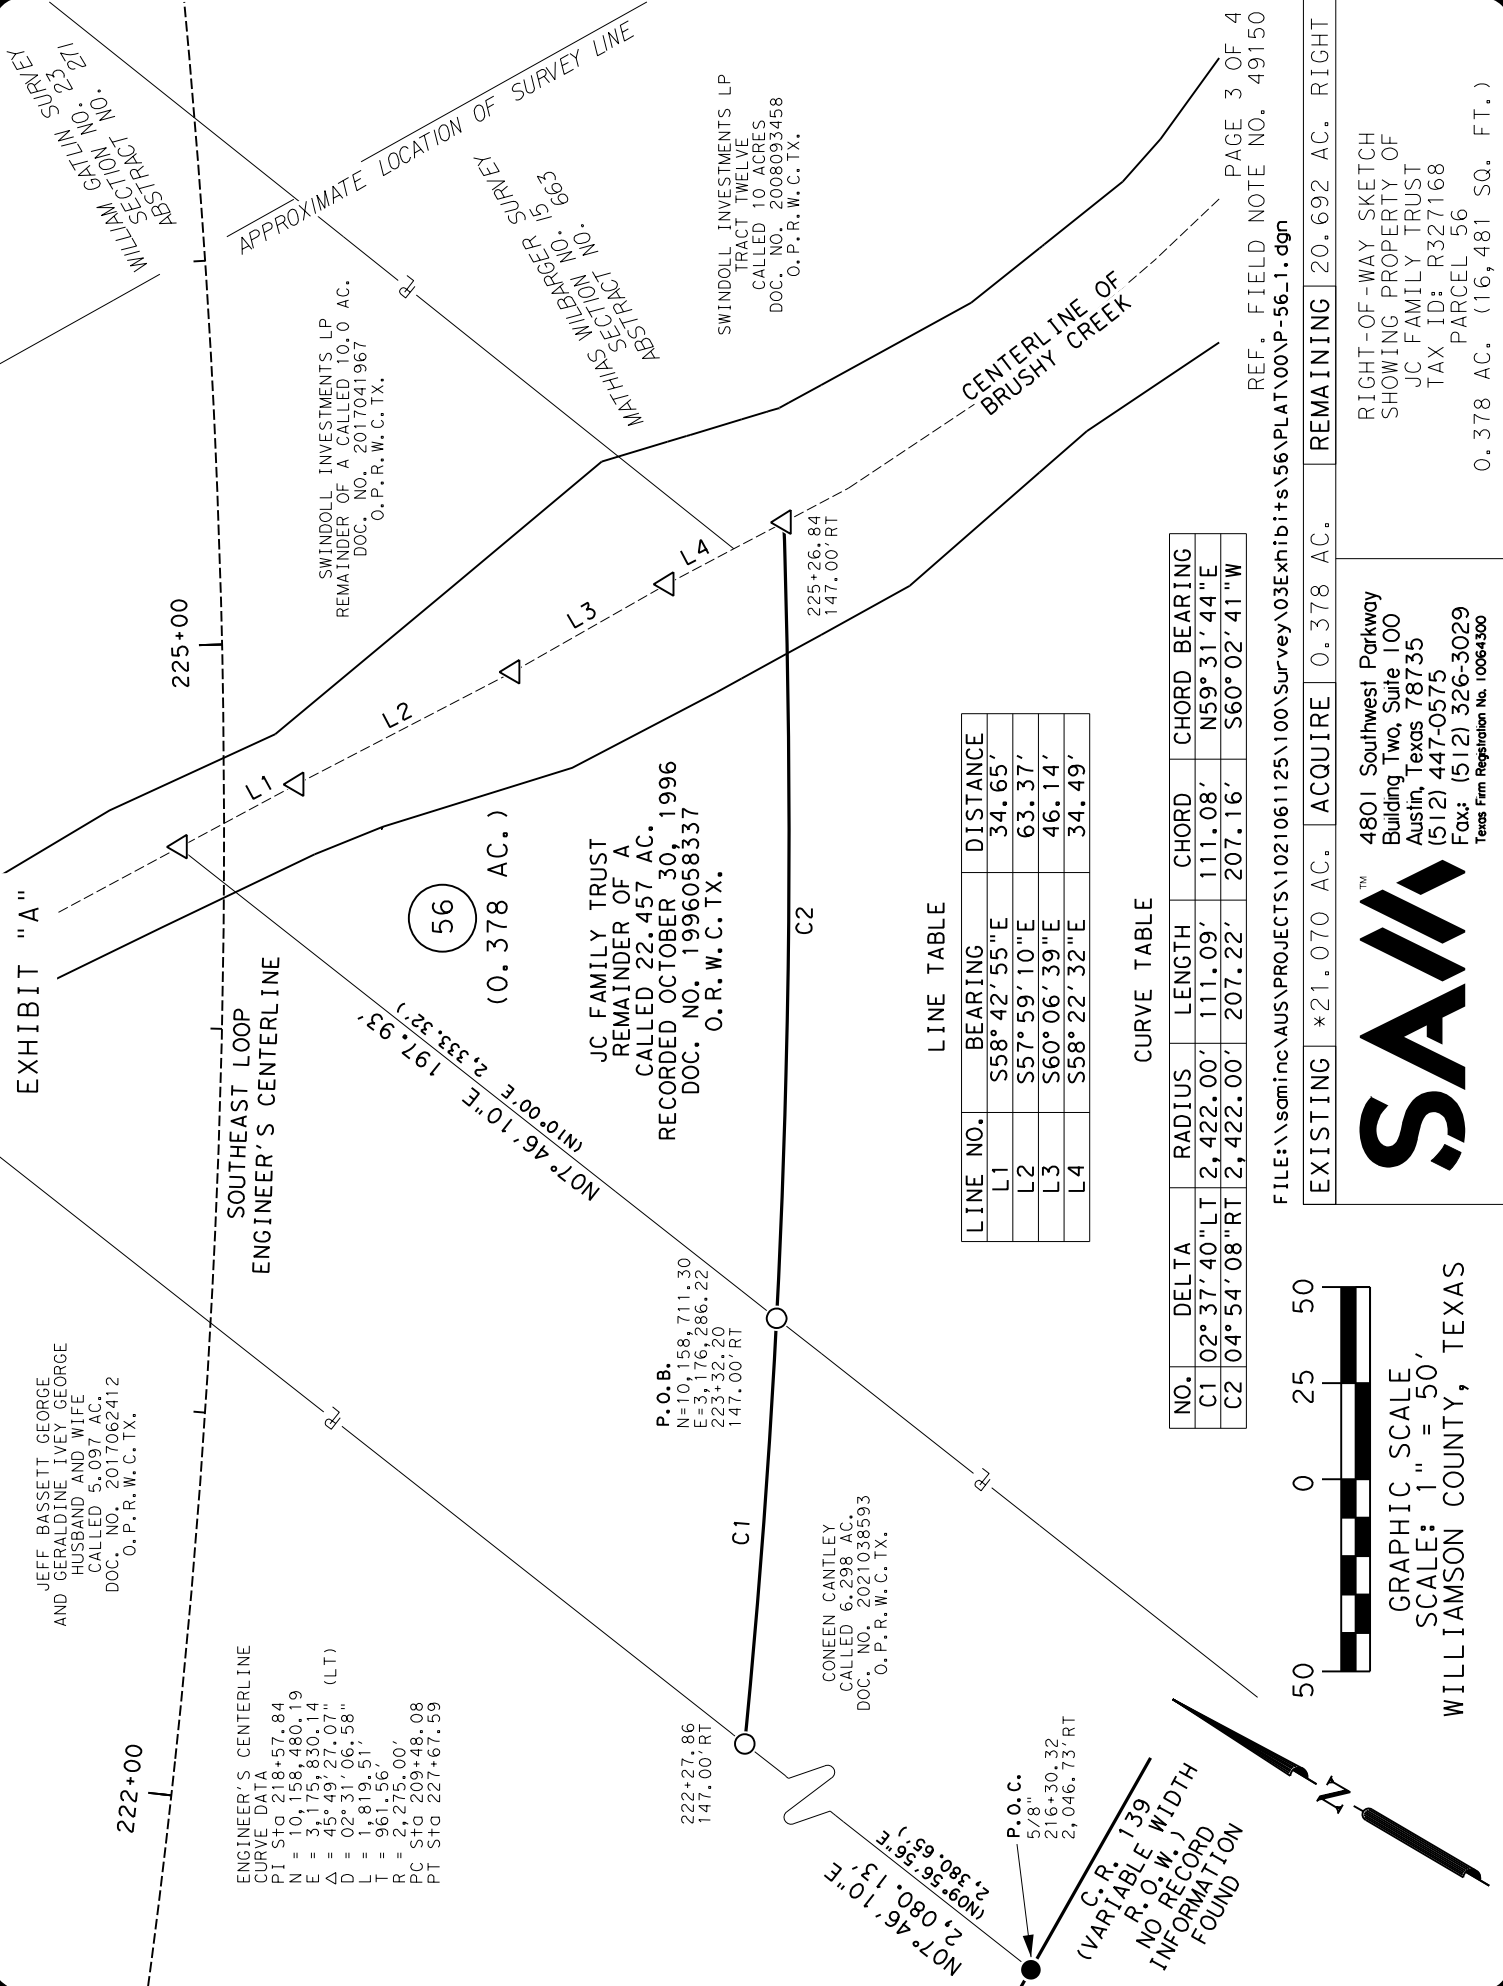 EXHIBIT "A"
WILLIAM GATLIN SURVEY
SECTION NO. 23
ABSTRACT NO. 271
APPROXIMATE LOCATION OF SURVEY LINE
MATHIAS WILBARGER SURVEY
SECTION NO. 15
ABSTRACT NO. 663
JEFF BASSETT GEORGE
AND GERALDINE IVEY GEORGE
HUSBAND AND WIFE
CALLED 5.097 AC.
DOC. NO. 2017062412
O.P.R.W.C.TX.
222+00
225+00
SOUTHEAST LOOP
ENGINEER'S CENTERLINE
SWINDOLL INVESTMENTS LP
REMAINDER OF A CALLED 10.0 AC.
DOC. NO. 2017041967
O.P.R.W.C.TX.
SWINDOLL INVESTMENTS LP
TRACT TWELVE
CALLED 10 ACRES
DOC. NO. 2008093458
O.P.R.W.C.TX.
ENGINEER'S CENTERLINE
CURVE DATA
PI Sta 218+57.84
N = 10,158,480.19
E = 3,175,830.14
Δ = 45°49'27.07" (LT)
D = 02°31'06.58"
L = 1,819.51'
T = 961.56'
R = 2,275.00'
PC Sta 209+48.08
PT Sta 227+67.59
L1
L2
L3
L4
℄
℄
℄
56
(0.378 AC.)
N07°46'10"E
197.93'
(N10°00'E 2,333.32')
JC FAMILY TRUST
REMAINDER OF A
CALLED 22.457 AC.
RECORDED OCTOBER 30, 1996
DOC. NO. 1996058337
O.R.W.C.TX.
P.O.B.
N=10,158,711.30
E=3,176,286.22
223+32.20
147.00'RT
222+27.86
147.00'RT
C1
C2
225+26.84
147.00'RT
CENTERLINE OF
BRUSHY CREEK
CONEEN CANTLEY
CALLED 6.298 AC.
DOC. NO. 2021038593
O.P.R.W.C.TX.
N07°46'10"E
2,080.13'
(N09°56'56"E
2,380.65')
P.O.C.
5/8"
216+30.32
2,046.73'RT
C.R. 139
(VARIABLE WIDTH
R.O.W.)
NO RECORD
INFORMATION
FOUND
N
LINE TABLE
LINE NO. BEARING DISTANCE
L1 S58°42'55"E 34.65'
L2 S57°59'10"E 63.37'
L3 S60°06'39"E 46.14'
L4 S58°22'32"E 34.49'
CURVE TABLE
NO. DELTA RADIUS LENGTH CHORD CHORD BEARING
C1 02°37'40"LT 2,422.00' 111.09' 111.08' N59°31'44"E
C2 04°54'08"RT 2,422.00' 207.22' 207.16' S60°02'41"W
PAGE 3 OF 4
REF. FIELD NOTE NO. 49150
FILE:\\saminc\AUS\PROJECTS\1021061125\100\Survey\03Exhibits\56\PLAT\00\P-56_1.dgn
EXISTING *21.070 AC. ACQUIRE 0.378 AC. REMAINING 20.692 AC. RIGHT
50 0 25 50
GRAPHIC SCALE
SCALE: 1" = 50'
WILLIAMSON COUNTY, TEXAS
SAM
™
4801 Southwest Parkway
Building Two, Suite 100
Austin, Texas 78735
(512) 447-0575
Fax: (512) 326-3029
Texas Firm Registration No. 10064300
RIGHT-OF-WAY SKETCH
SHOWING PROPERTY OF
JC FAMILY TRUST
TAX ID: R327168
PARCEL 56
0.378 AC. (16,481 SQ. FT.)